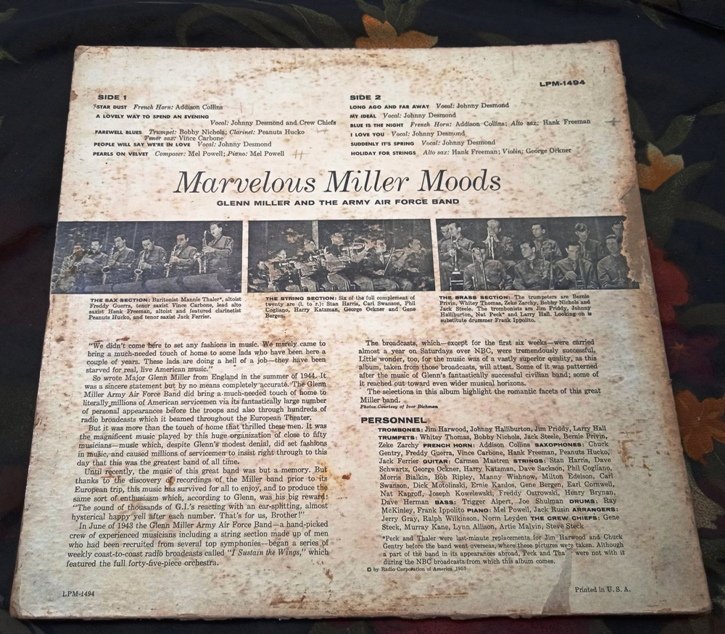 LPM-1494
SIDE 1
STAR DUST French Horn: Addison Collins
A LOVELY WAY TO SPEND AN EVENING
Vocal: Johnny Desmond and Crew Chiefs
FAREWELL BLUES Trumpet: Bobby Nichols; Clarinet: Peanuts Hucko
Tenor sax: Vince Carbone
PEOPLE WILL SAY WE'RE IN LOVE Vocal: Johnny Desmond
PEARLS ON VELVET Composer: Mel Powell; Piano: Mel Powell
SIDE 2
LONG AGO AND FAR AWAY Vocal: Johnny Desmond
MY IDEAL Vocal: Johnny Desmond
BLUE IS THE NIGHT French Horn: Addison Collins; Alto sax: Hank Freeman
I LOVE YOU Vocal: Johnny Desmond
SUDDENLY IT'S SPRING Vocal: Johnny Desmond
HOLIDAY FOR STRINGS Alto sax: Hank Freeman; Violin: George Ockner
Marvelous Miller Moods
GLENN MILLER AND THE ARMY AIR FORCE BAND
THE SAX SECTION: Baritonist Mannie Thaler*, altoist
Freddy Guerra, tenor saxist Vince Carbone, lead alto
saxist Hank Freeman, altoist and featured clarinetist
Peanuts Hucko, and tenor saxist Jack Ferrier.
THE STRING SECTION: Six of the full complement of
twenty are (l. to r.): Stan Harris, Carl Swanson, Phil
Cogliano, Harry Katzman, George Ockner and Gene
Bergen.
THE BRASS SECTION: The trumpeters are Bernie
Privin, Whitey Thomas, Zeke Zarchy, Bobby Nichols and
Jack Steele. The trombonists are Jim Priddy, Johnny
Halliburton, Nat Peck* and Larry Hall. Looking on is
substitute drummer Frank Ippolito.
"We didn't come here to set any fashions in music. We merely came to
bring a much-needed touch of home to some lads who have been here a
couple of years. These lads are doing a hell of a job—they have been
starved for real, live American music."
So wrote Major Glenn Miller from England in the summer of 1944. It
was a sincere statement but by no means completely accurate. The Glenn
Miller Army Air Force Band did bring a much-needed touch of home to
literally millions of American servicemen via its fantastically large number
of personal appearances before the troops and also through hundreds of
radio broadcasts which it beamed throughout the European Theater.
But it was more than the touch of home that thrilled these men. It was
the magnificent music played by this huge organization of close to fifty
musicians—music which, despite Glenn's modest denial, did set fashions
in music, and caused millions of servicemen to insist right through to this
day that this was the greatest band of all time.
Until recently, the music of this great band was but a memory. But
thanks to the discovery of recordings of the Miller band prior to its
European trip, this music has survived for all to enjoy, and to produce the
same sort of enthusiasm which, according to Glenn, was his big reward:
"The sound of thousands of G.I.'s reacting with an ear-splitting, almost
hysterical happy yell after each number. That's for us, Brother!"
In June of 1943 the Glenn Miller Army Air Force Band—a hand-picked
crew of experienced musicians including a string section made up of men
who had been recruited from several top symphonies—began a series of
weekly coast-to-coast radio broadcasts called "I Sustain the Wings," which
featured the full forty-five-piece orchestra.
The broadcasts, which—except for the first six weeks—were carried
almost a year on Saturdays over NBC, were tremendously successful.
Little wonder, too, for the music was of a vastly superior quality, as this
album, taken from those broadcasts, will attest. Some of it was patterned
after the music of Glenn's fantastically successful civilian band; some of
it reached out toward even wider musical horizons.
The selections in this album highlight the romantic facets of this great
Miller band.
Photos Courtesy of Ivor Richman
PERSONNEL
TROMBONES: Jim Harwood, Johnny Halliburton, Jim Priddy, Larry Hall
TRUMPETS: Whitey Thomas, Bobby Nichols, Jack Steele, Bernie Privin,
Zeke Zarchy FRENCH HORN: Addison Collins SAXOPHONES: Chuck
Gentry, Freddy Guerra, Vince Carbone, Hank Freeman, Peanuts Hucko,
Jack Ferrier GUITAR: Carmen Mastren STRINGS: Stan Harris, Dave
Schwartz, George Ockner, Harry Katzman, Dave Sackson, Phil Cogliano,
Morris Bialkin, Bob Ripley, Manny Wishnow, Milton Edelson, Carl
Swanson, Dick Motolinski, Ernie Kardos, Gene Bergen, Earl Cornwell,
Nat Kaproff, Joseph Kowelewski, Freddy Ostrowski, Henry Brynan,
Dave Herman BASS: Trigger Alpert, Joe Shulman DRUMS: Ray
McKinley, Frank Ippolito PIANO: Mel Powell, Jack Rusin ARRANGERS:
Jerry Gray, Ralph Wilkinson, Norm Leyden THE CREW CHIEFS: Gene
Steck, Murray Kane, Lynn Allison, Artie Malvin, Steve Steck.
*Peck and Thaler were last-minute replacements for Jim Harwood and Chuck
Gentry before the band went overseas, where these pictures were taken. Although
a part of the band in its appearances abroad, Peck and Tha were not with it
during the NBC broadcasts from which this album comes.
© by Radio Corporation of America,
LPM-1494
Printed in U. S. A.